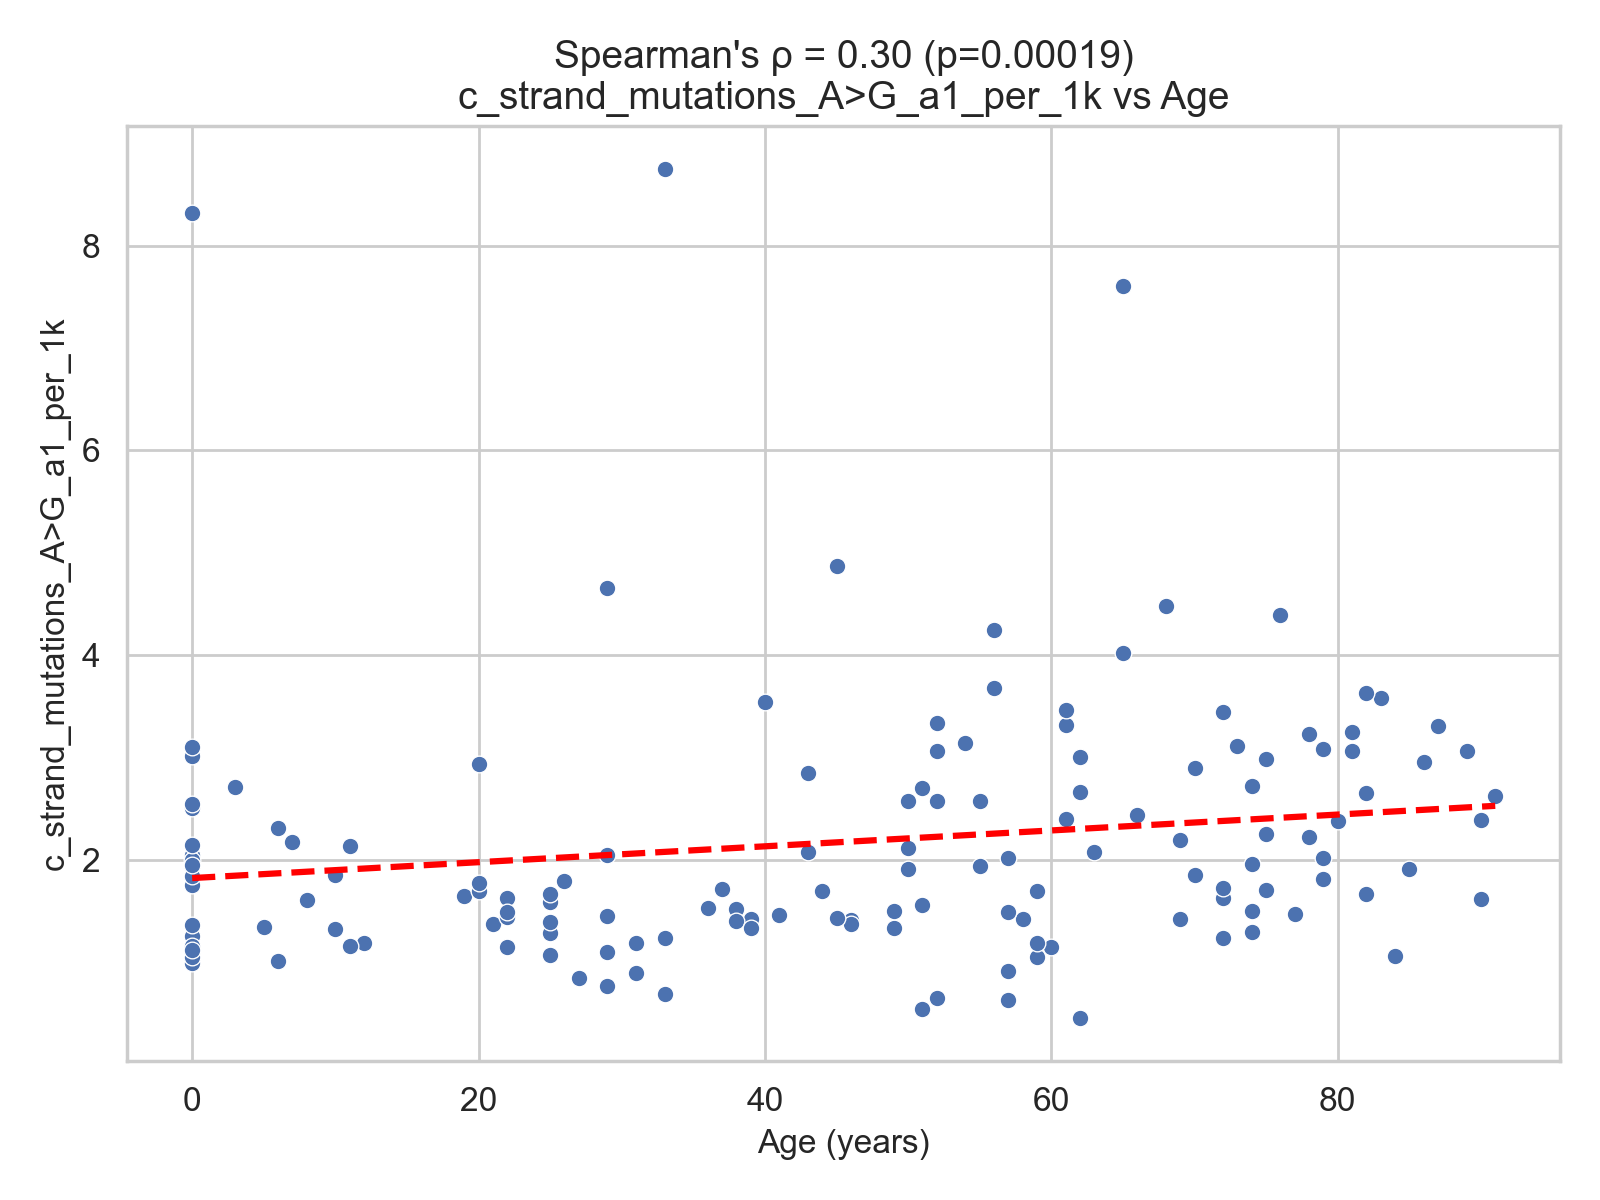 Spearman's ρ = 0.30 (p=0.00019)
c_strand_mutations_A>G_a1_per_1k vs Age
c_strand_mutations_A>G_a1_per_1k
8
6
4
2
0
20
40
60
80
Age (years)